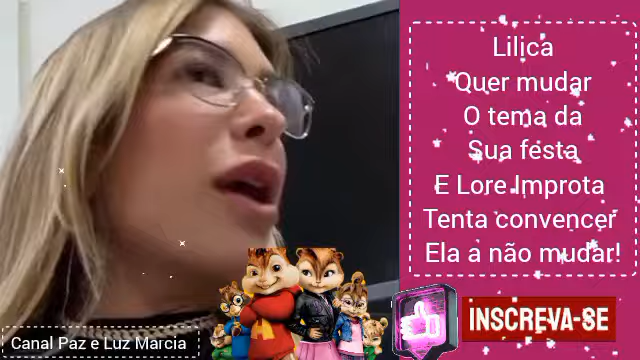 Lilica
Quer mudar
O tema da
Sua festa
E Lore Improta
Tenta convencer
Ela a não mudar!
Canal Paz e Luz Marcia
INSCREVA-SE